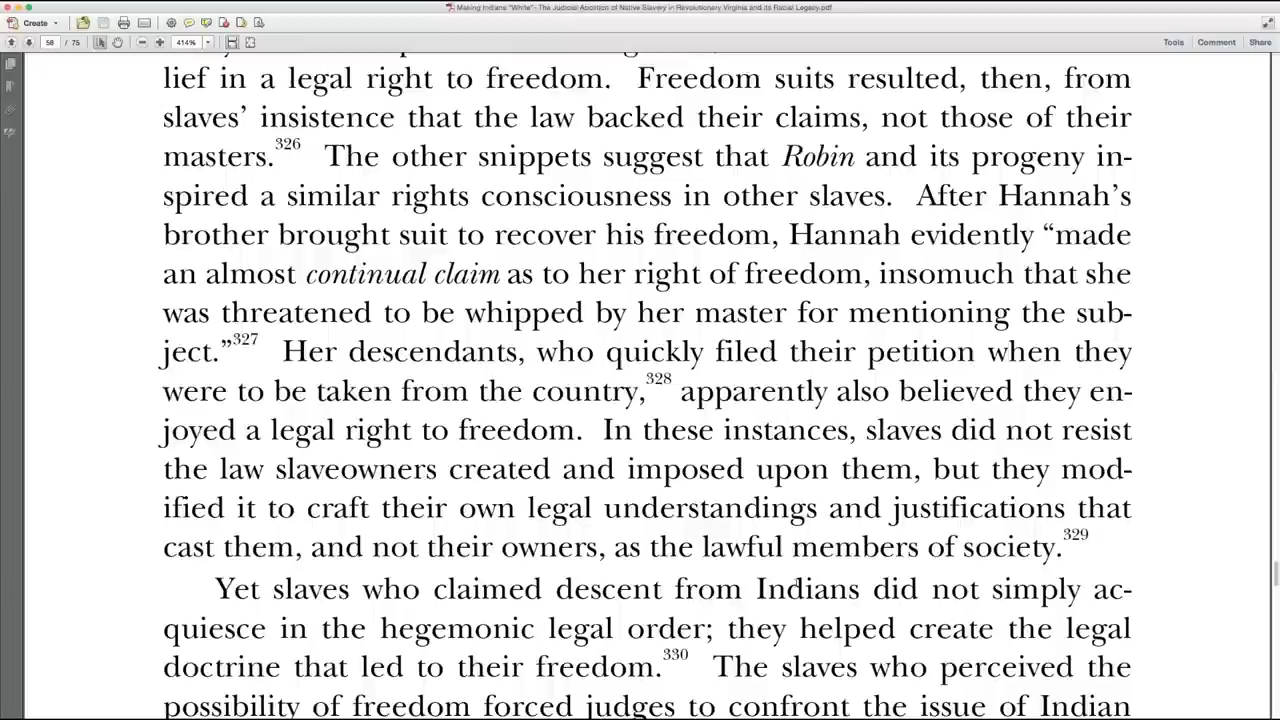 Making Indians "White"- The Judicial Abolition of Native Slavery in Revolutionary Virginia and its Racial Legacy.pdf
Create
58 / 75 414% Tools Comment Share
lief in a legal right to freedom. Freedom suits resulted, then, from
slaves’ insistence that the law backed their claims, not those of their
masters.326 The other snippets suggest that Robin and its progeny in-
spired a similar rights consciousness in other slaves. After Hannah’s
brother brought suit to recover his freedom, Hannah evidently “made
an almost continual claim as to her right of freedom, insomuch that she
was threatened to be whipped by her master for mentioning the sub-
ject.”327 Her descendants, who quickly filed their petition when they
were to be taken from the country,328 apparently also believed they en-
joyed a legal right to freedom. In these instances, slaves did not resist
the law slaveowners created and imposed upon them, but they mod-
ified it to craft their own legal understandings and justifications that
cast them, and not their owners, as the lawful members of society.329
Yet slaves who claimed descent from Indians did not simply ac-
quiesce in the hegemonic legal order; they helped create the legal
doctrine that led to their freedom.330 The slaves who perceived the
possibility of freedom forced judges to confront the issue of Indian